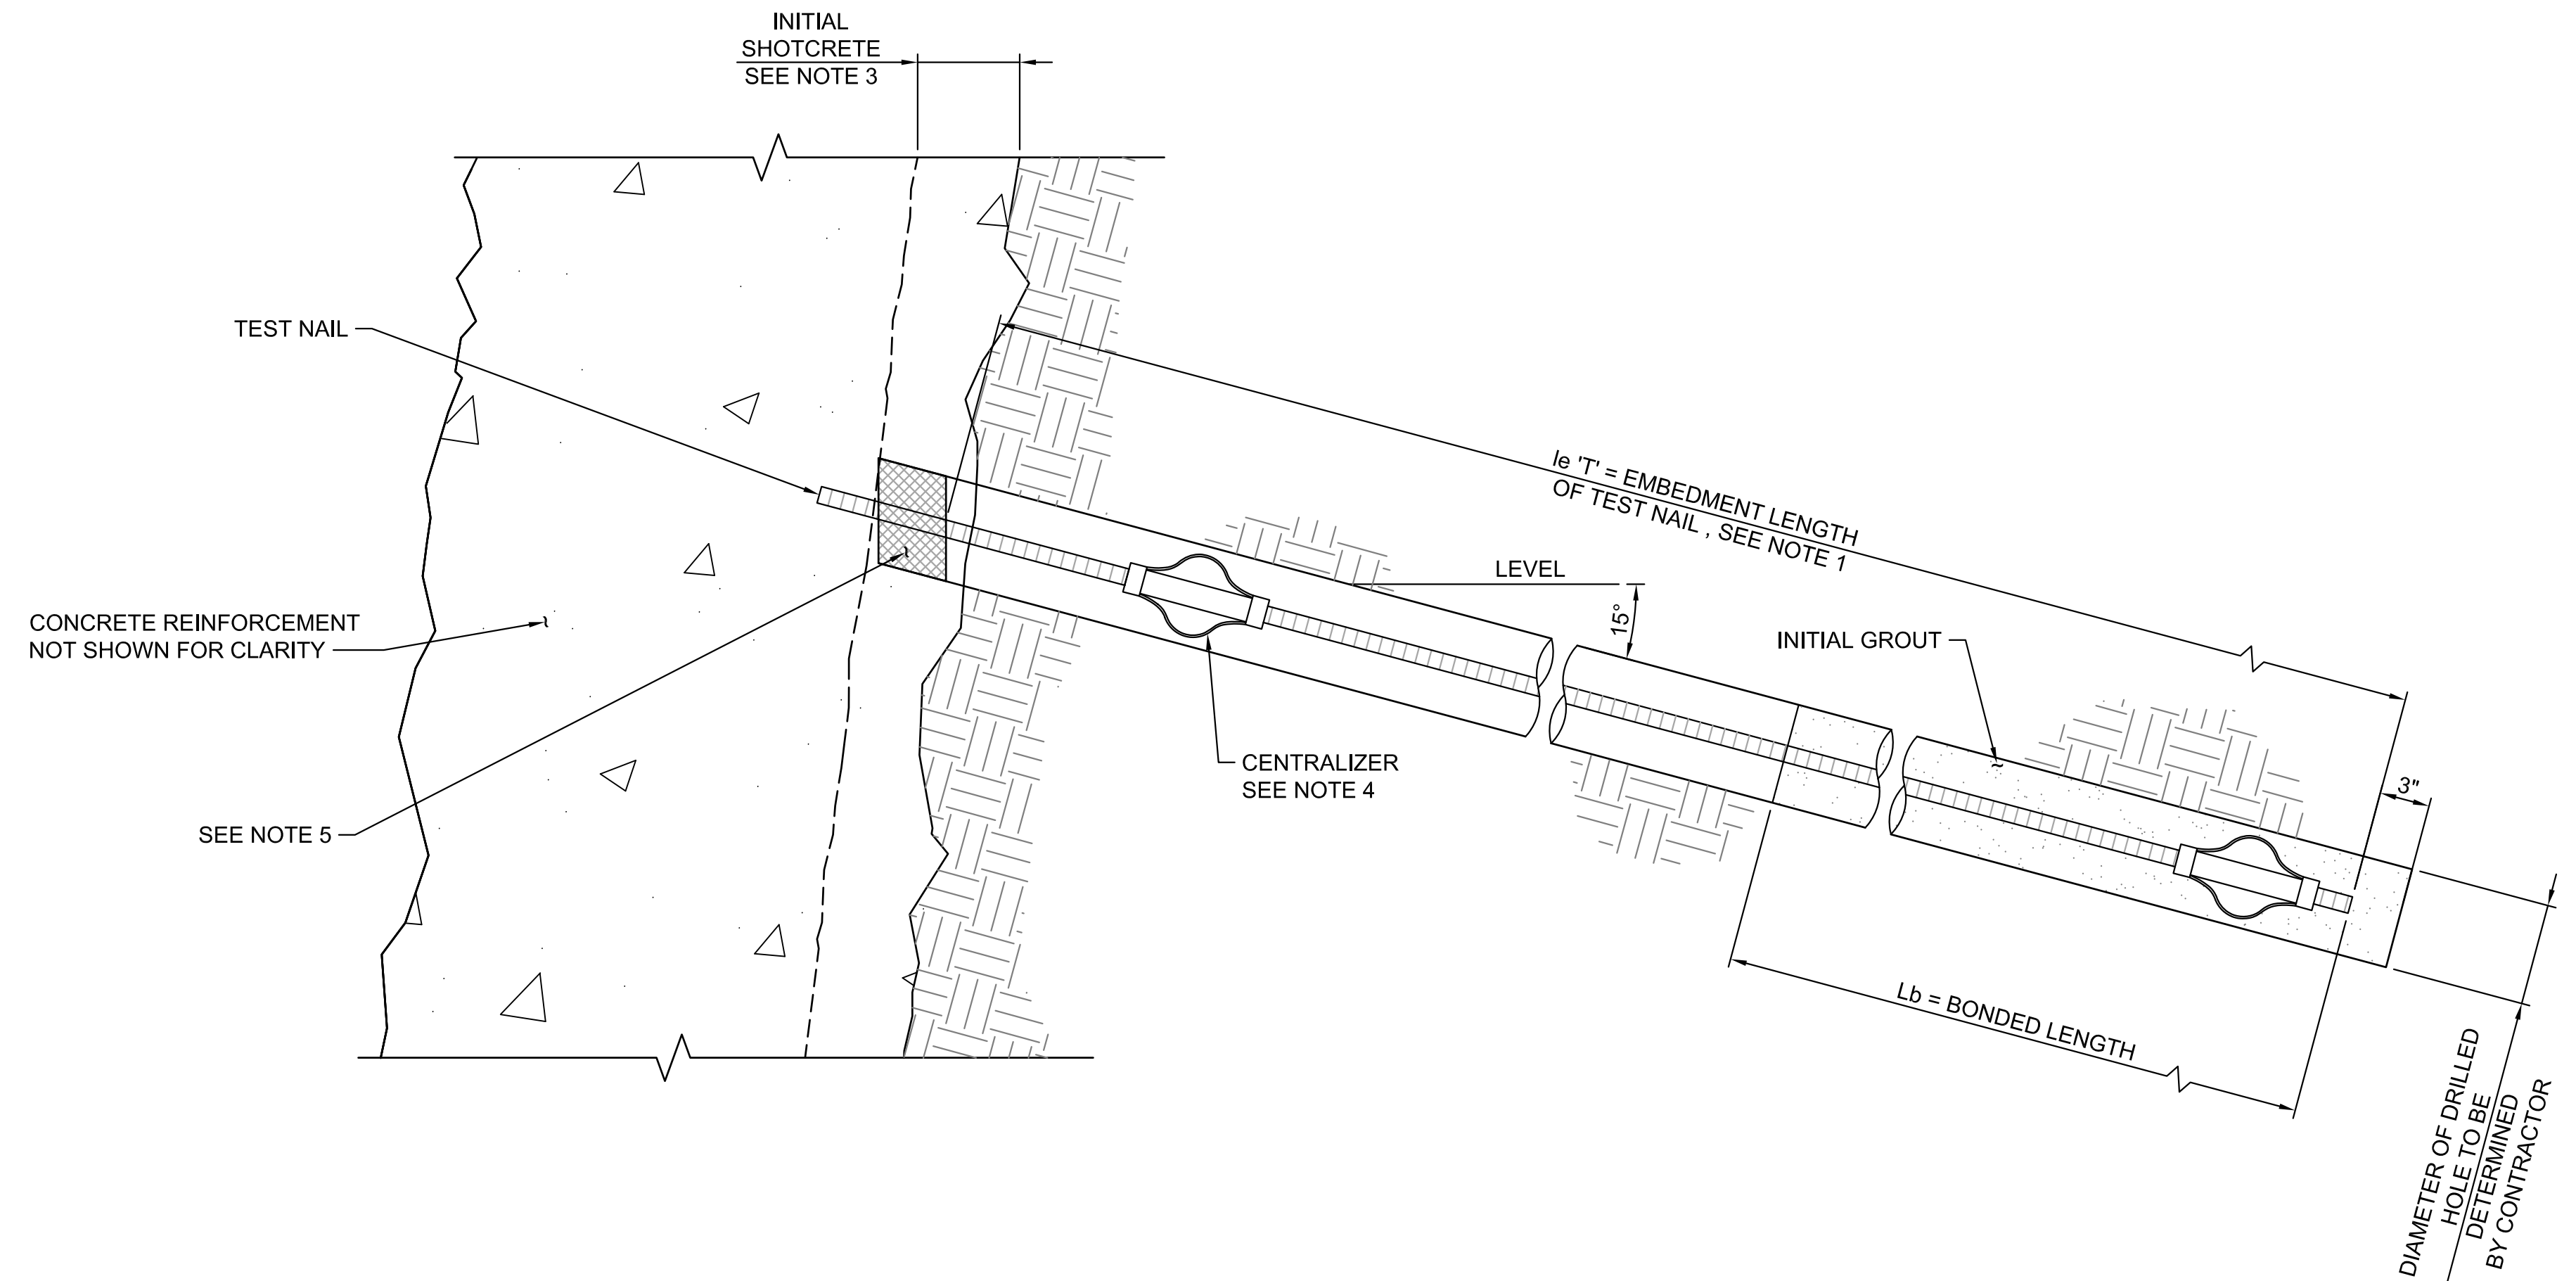 INITIAL
SHOTCRETE
SEE NOTE 3
TEST NAIL
le 'T' = EMBEDMENT LENGTH
OF TEST NAIL , SEE NOTE 1
LEVEL
15°
CONCRETE REINFORCEMENT
NOT SHOWN FOR CLARITY
INITIAL GROUT
CENTRALIZER
SEE NOTE 4
3"
SEE NOTE 5
Lb = BONDED LENGTH
DIAMETER OF DRILLED
HOLE TO BE
DETERMINED
BY CONTRACTOR